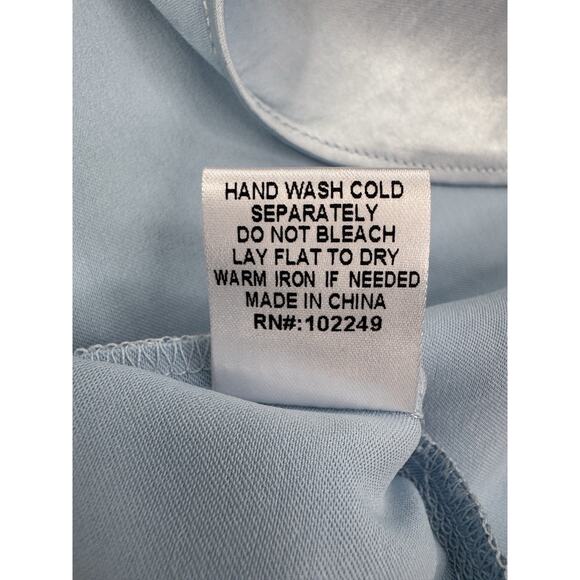 HAND WASH COLD
SEPARATELY
DO NOT BLEACH
LAY FLAT TO DRY
WARM IRON IF NEEDED
MADE IN CHINA
RN#:102249